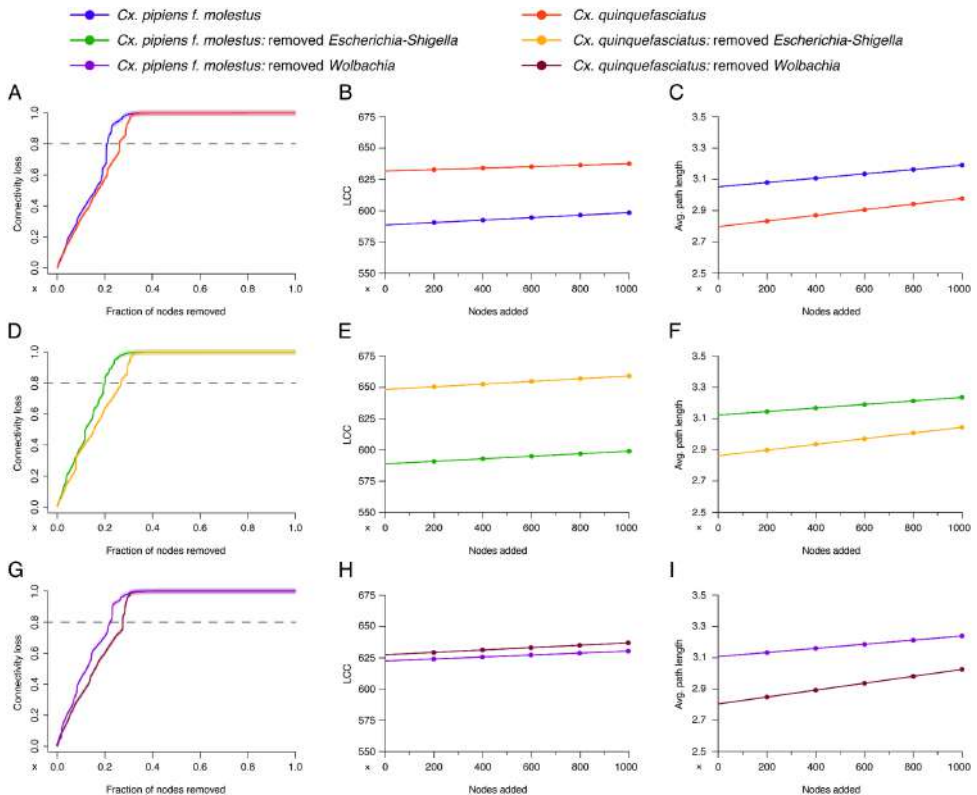 Cx. pipiens f. molestus
Cx. quinquefasciatus
Cx. pipiens f. molestus: removed Escherichia-Shigella
Cx. quinquefasciatus: removed Escherichia-Shigella
Cx. pipiens f. molestus: removed Wolbachia
Cx. quinquefasciatus: removed Wolbachia
A
Connectivity loss
1.0
0.8
0.6
0.4
0.2
0.0
x 0.0 0.2 0.4 0.6 0.8 1.0
Fraction of nodes removed
B
LCC
675
650
625
600
575
550
x 0 200 400 600 800 1000
Nodes added
C
Avg. path length
3.5
3.3
3.1
2.9
2.7
2.5
x 0 200 400 600 800 1000
Nodes added
D
Connectivity loss
1.0
0.8
0.6
0.4
0.2
0.0
x 0.0 0.2 0.4 0.6 0.8 1.0
Fraction of nodes removed
E
LCC
675
650
625
600
575
550
x 0 200 400 600 800 1000
Nodes added
F
Avg. path length
3.5
3.3
3.1
2.9
2.7
2.5
x 0 200 400 600 800 1000
Nodes added
G
Connectivity loss
1.0
0.8
0.6
0.4
0.2
0.0
x 0.0 0.2 0.4 0.6 0.8 1.0
Fraction of nodes removed
H
LCC
675
650
625
600
575
550
x 0 200 400 600 800 1000
Nodes added
I
Avg. path length
3.5
3.3
3.1
2.9
2.7
2.5
x 0 200 400 600 800 1000
Nodes added